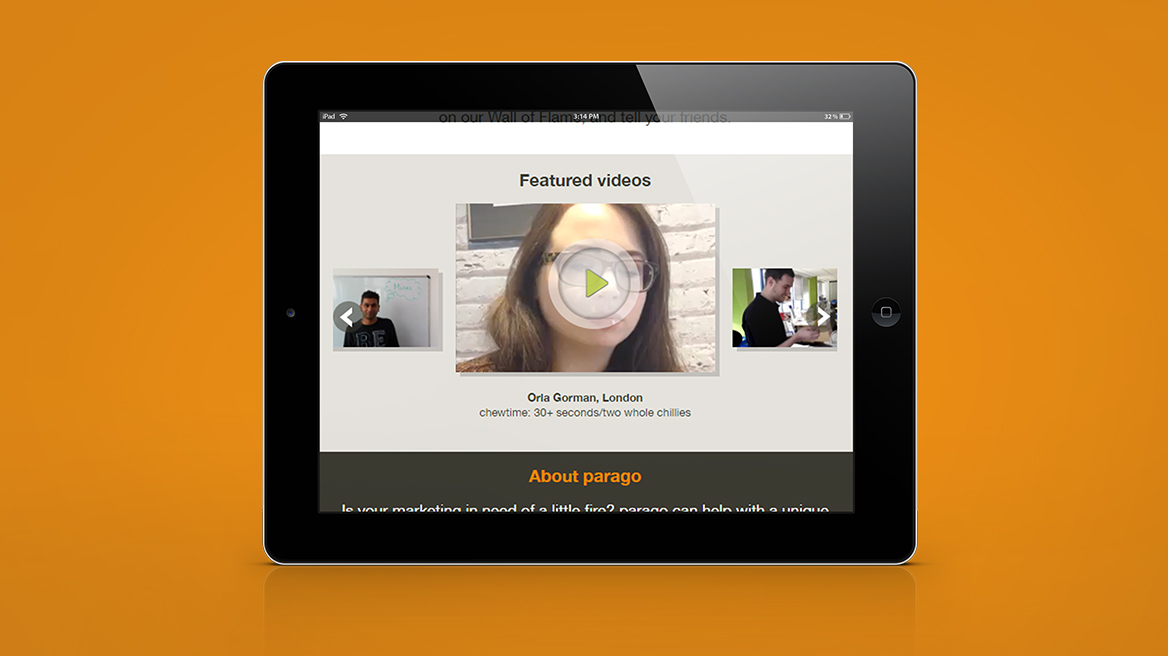 iPad 3:14 PM 32%
on our Wall of Flame, and tell your friends.
Featured videos
RE
Orla Gorman, London
chewtime: 30+ seconds/two whole chillies
About parago
Is your marketing in need of a little fire? parago can help with a unique